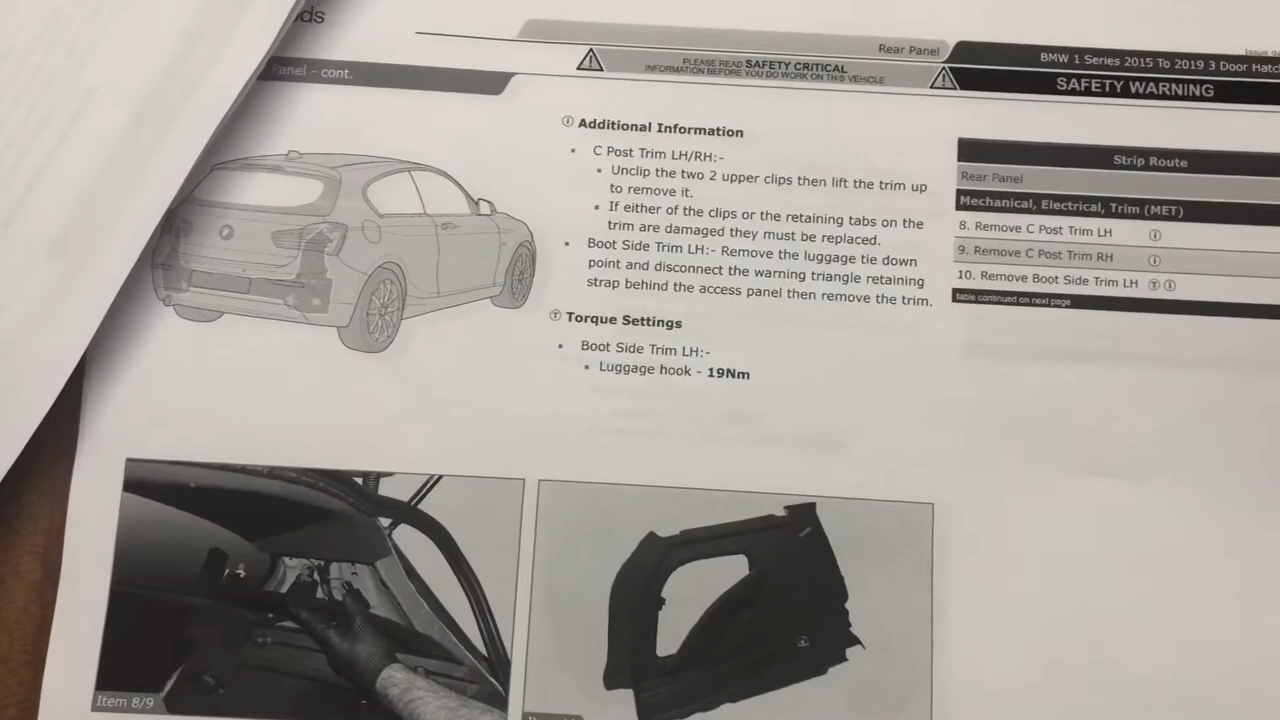 Rear Panel
BMW 1 Series 2015 To 2019 3 Door Hatc
PLEASE READ SAFETY CRITICAL
INFORMATION BEFORE YOU DO WORK ON THIS VEHICLE
SAFETY WARNING
Panel - cont.
Additional Information
C Post Trim LH/RH:-
Unclip the two 2 upper clips then lift the trim up
to remove it.
If either of the clips or the retaining tabs on the
trim are damaged they must be replaced.
Boot Side Trim LH:- Remove the luggage tie down
point and disconnect the warning triangle retaining
strap behind the access panel then remove the trim.
Torque Settings
Boot Side Trim LH:-
Luggage hook - 19Nm
Strip Route
Rear Panel
Mechanical, Electrical, Trim (MET)
8. Remove C Post Trim LH
9. Remove C Post Trim RH
10. Remove Boot Side Trim LH
table continued on next page
Item 8/9